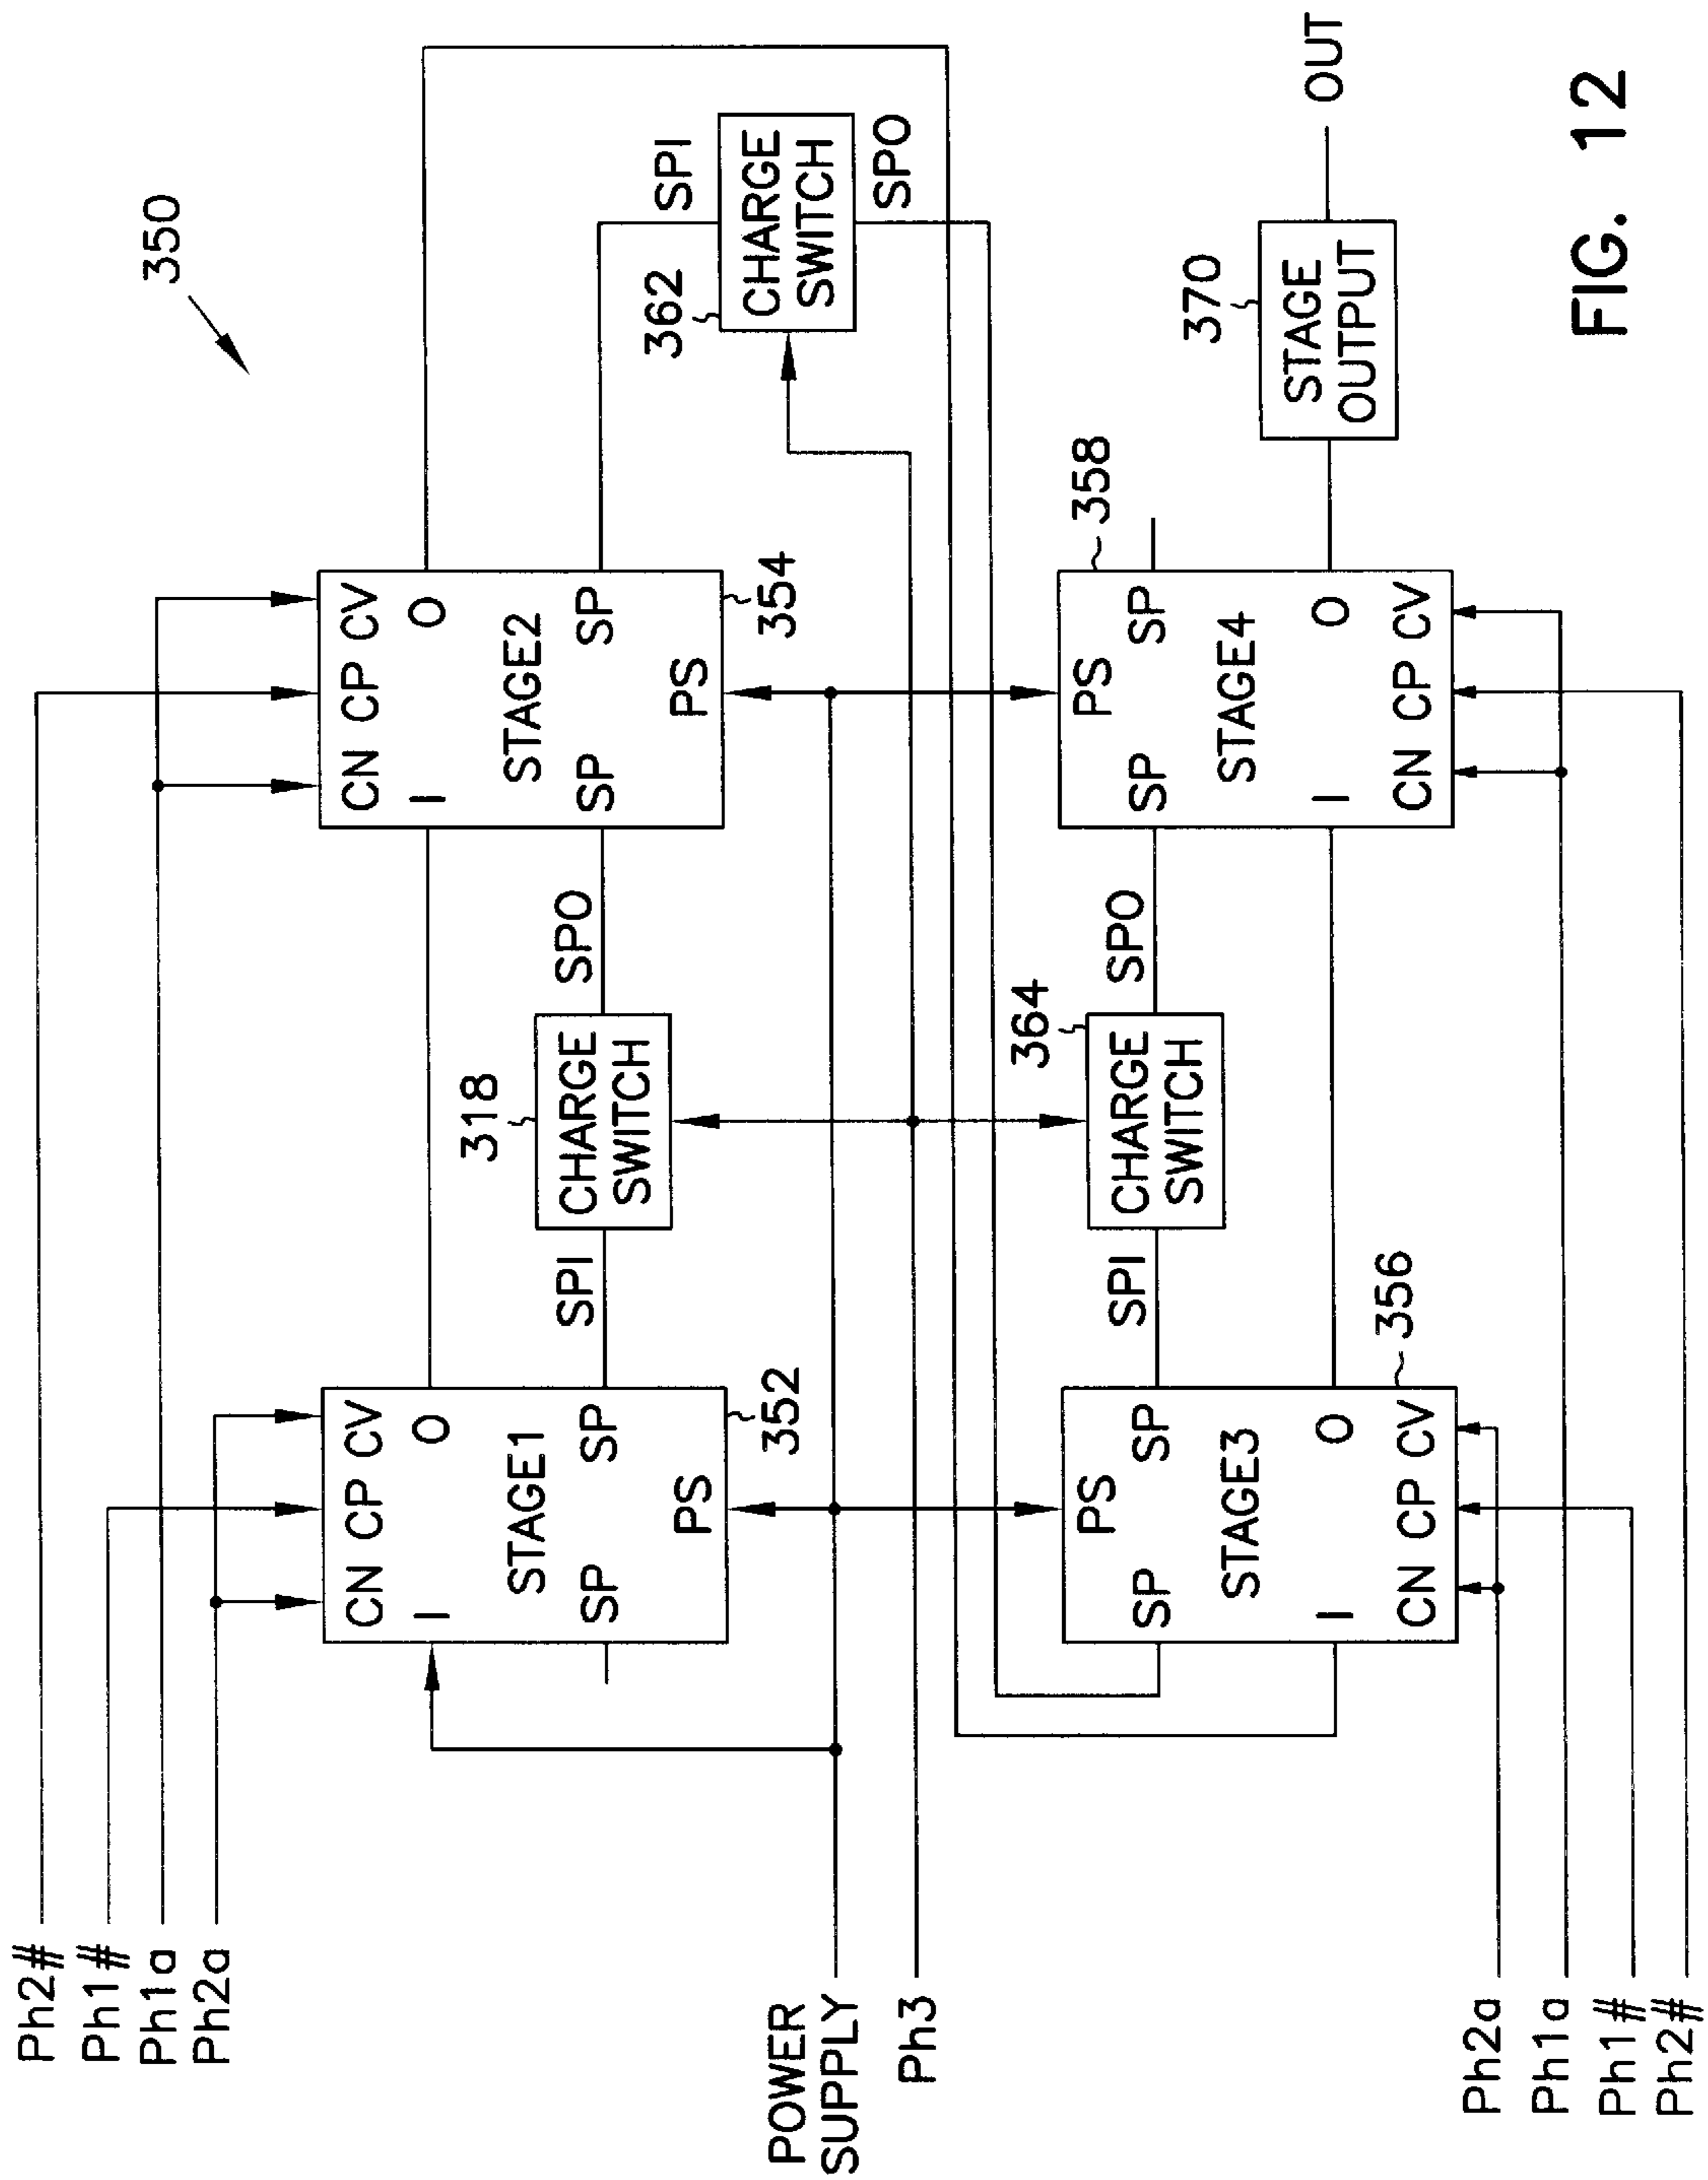 350
Ph2#
Ph1#
Ph1a
Ph2a
CN CP CV
I
O
STAGE1
SP
SP
PS
352
SPI
318
CHARGE
SWITCH
SPO
CN CP CV
I
O
STAGE2
SP
SP
PS
354
SPI
362
CHARGE
SWITCH
SPO
POWER
SUPPLY
Ph3
PS
SP
SP
STAGE3
I
O
CN CP CV
356
SPI
364
CHARGE
SWITCH
SPO
PS
SP
SP
STAGE4
I
O
CN CP CV
358
370
STAGE
OUTPUT
OUT
Ph2a
Ph1a
Ph1#
Ph2#
FIG. 12